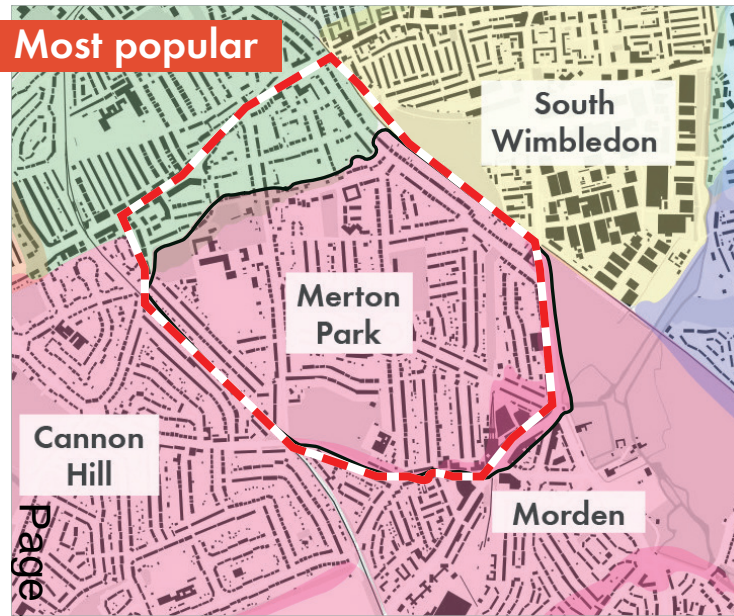 Most popular
South
Wimbledon
Merton
Park
Cannon
Hill
Morden
Page